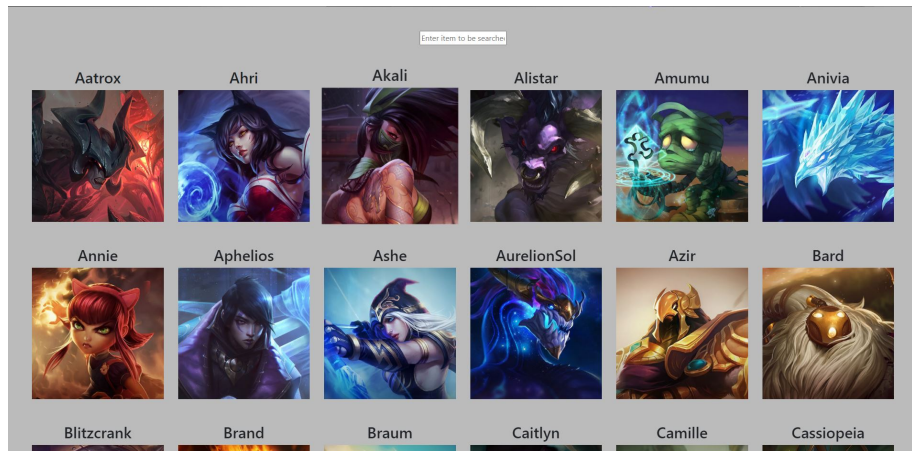 Enter item to be searched
Aatrox Ahri Akali Alistar Amumu Anivia
Annie Aphelios Ashe AurelionSol Azir Bard
Blitzcrank Brand Braum Caitlyn Camille Cassiopeia